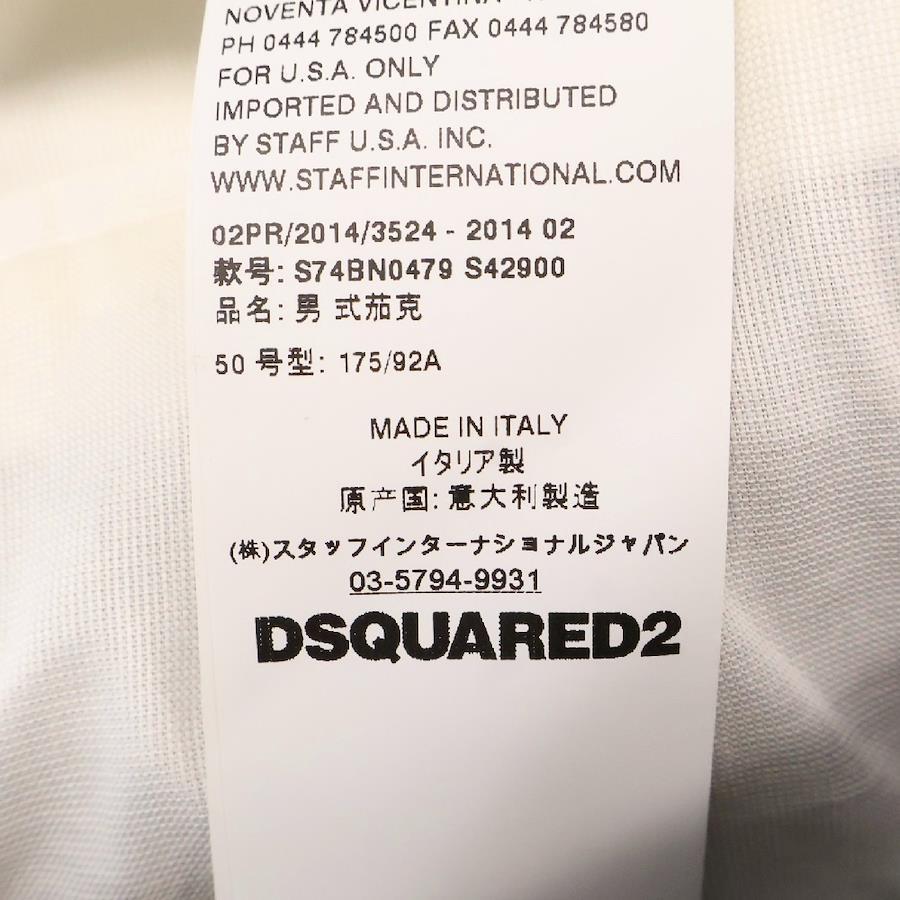 NOVENTA VICENTINA
PH 0444 784500 FAX 0444 784580
FOR U.S.A. ONLY
IMPORTED AND DISTRIBUTED
BY STAFF U.S.A. INC.
WWW.STAFFINTERNATIONAL.COM
02PR/2014/3524 - 2014 02
款号: S74BN0479 S42900
品名: 男 式茄克
50 号型: 175/92A
MADE IN ITALY
イタリア製
原产国: 意大利製造
(株)スタッフインターナショナルジャパン
03-5794-9931
DSQUARED2